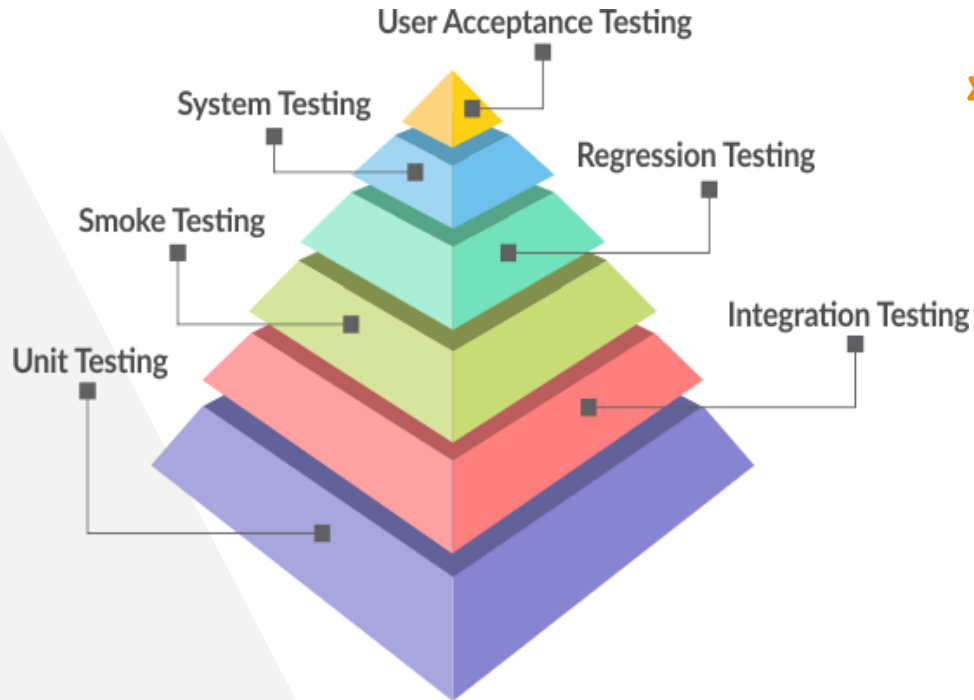 User Acceptance Testing
System Testing
Regression Testing
Smoke Testing
Integration Testing
Unit Testing